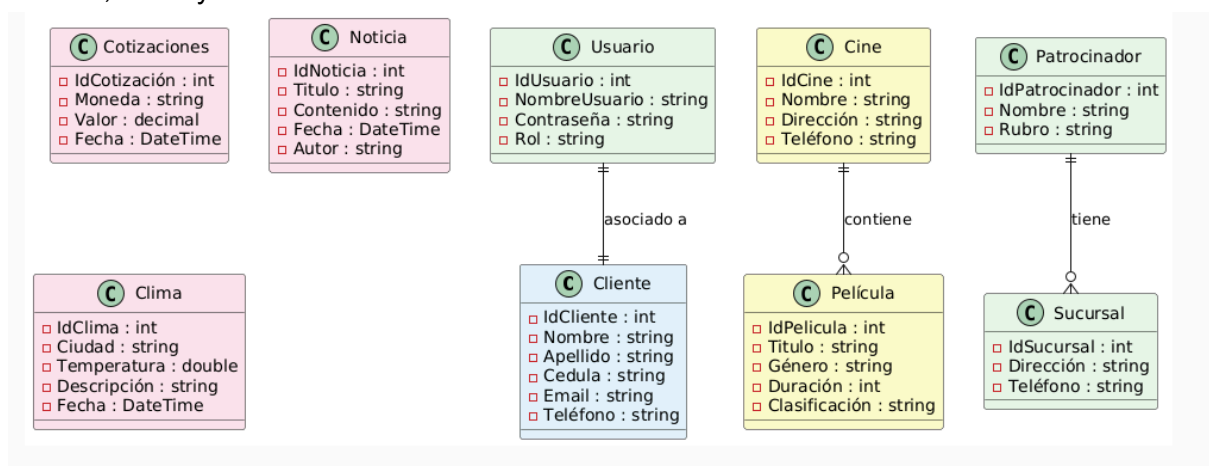 C Cotizaciones
IdCotización : int
Moneda : string
Valor : decimal
Fecha : DateTime
C Noticia
IdNoticia : int
Titulo : string
Contenido : string
Fecha : DateTime
Autor : string
C Usuario
IdUsuario : int
NombreUsuario : string
Contraseña : string
Rol : string
C Cine
IdCine : int
Nombre : string
Dirección : string
Teléfono : string
C Patrocinador
IdPatrocinador : int
Nombre : string
Rubro : string
asociado a
contiene
tiene
C Clima
IdClima : int
Ciudad : string
Temperatura : double
Descripción : string
Fecha : DateTime
C Cliente
IdCliente : int
Nombre : string
Apellido : string
Cedula : string
Email : string
Teléfono : string
C Película
IdPelicula : int
Titulo : string
Género : string
Duración : int
Clasificación : string
C Sucursal
IdSucursal : int
Dirección : string
Teléfono : string